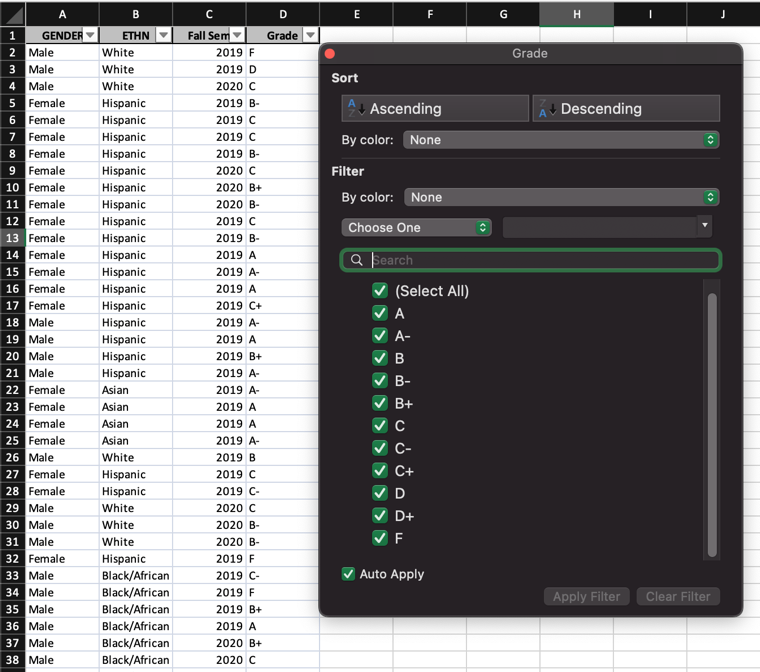 A B C D E F G H I J
1 GENDER ETHN Fall Sem Grade
2 Male White 2019 F
3 Male White 2019 D
4 Male White 2020 C
5 Female Hispanic 2019 B-
6 Female Hispanic 2019 C
7 Female Hispanic 2019 C
8 Female Hispanic 2019 B-
9 Female Hispanic 2020 C
10 Female Hispanic 2020 B+
11 Female Hispanic 2020 B-
12 Female Hispanic 2019 C
13 Female Hispanic 2019 B-
14 Female Hispanic 2019 A
15 Female Hispanic 2019 A-
16 Female Hispanic 2019 A
17 Female Hispanic 2019 C+
18 Male Hispanic 2019 A-
19 Male Hispanic 2019 A
20 Male Hispanic 2019 B+
21 Male Hispanic 2019 A-
22 Female Asian 2019 A-
23 Female Asian 2019 A
24 Female Asian 2019 A
25 Female Asian 2019 A-
26 Male White 2019 B
27 Female Hispanic 2019 C
28 Female Hispanic 2019 C-
29 Male White 2020 C
30 Male White 2020 B-
31 Male White 2020 B-
32 Female Hispanic 2019 F
33 Male Black/African 2019 C-
34 Male Black/African 2019 F
35 Male Black/African 2019 B+
36 Male Black/African 2019 A
37 Male Black/African 2020 B+
38 Male Black/African 2020 C
Grade
Sort
A Z Ascending Z A Descending
By color: None
Filter
By color: None
Choose One
Search
(Select All)
A
A-
B
B-
B+
C
C-
C+
D
D+
F
Auto Apply
Apply Filter Clear Filter